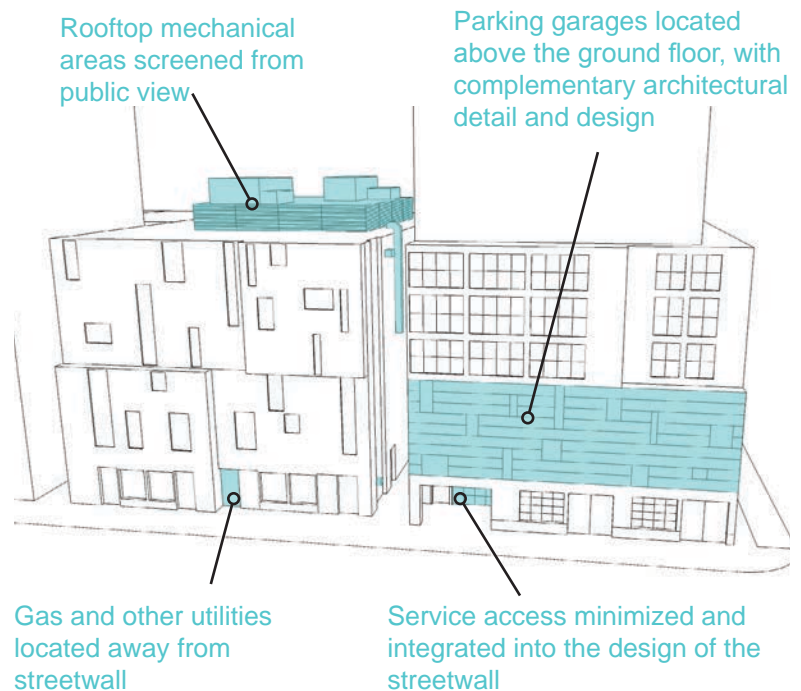 Rooftop mechanical
areas screened from
public view
Parking garages located
above the ground floor, with
complementary architectural
detail and design
Gas and other utilities
located away from
streetwall
Service access minimized and
integrated into the design of the
streetwall